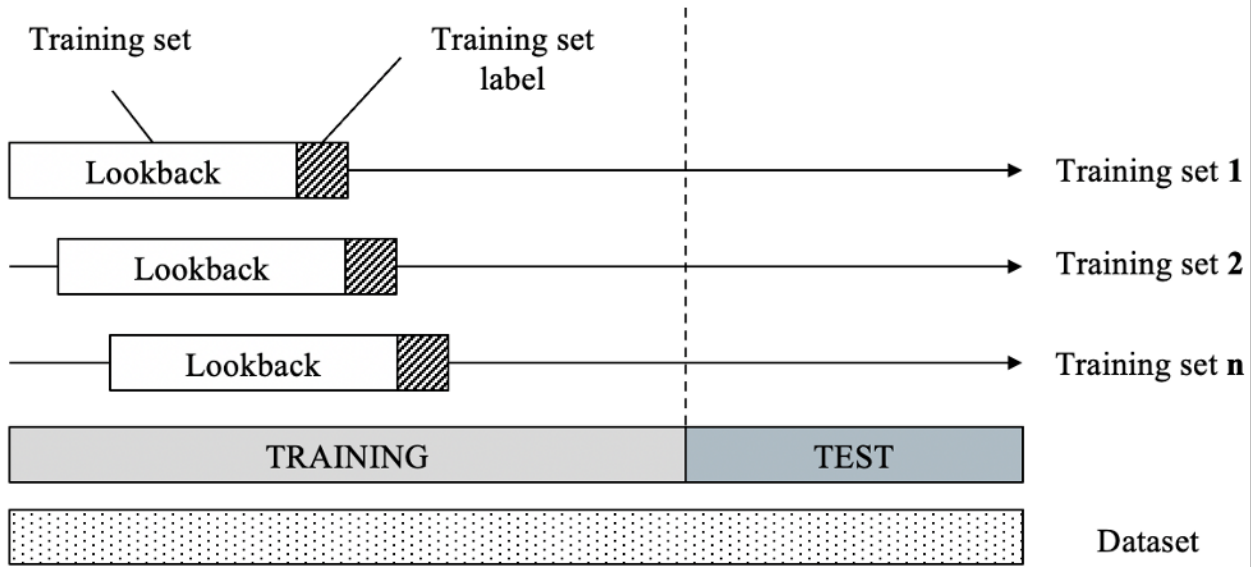 Training set
Training set
label
Lookback
Training set 1
Lookback
Training set 2
Lookback
Training set n
TRAINING
TEST
Dataset